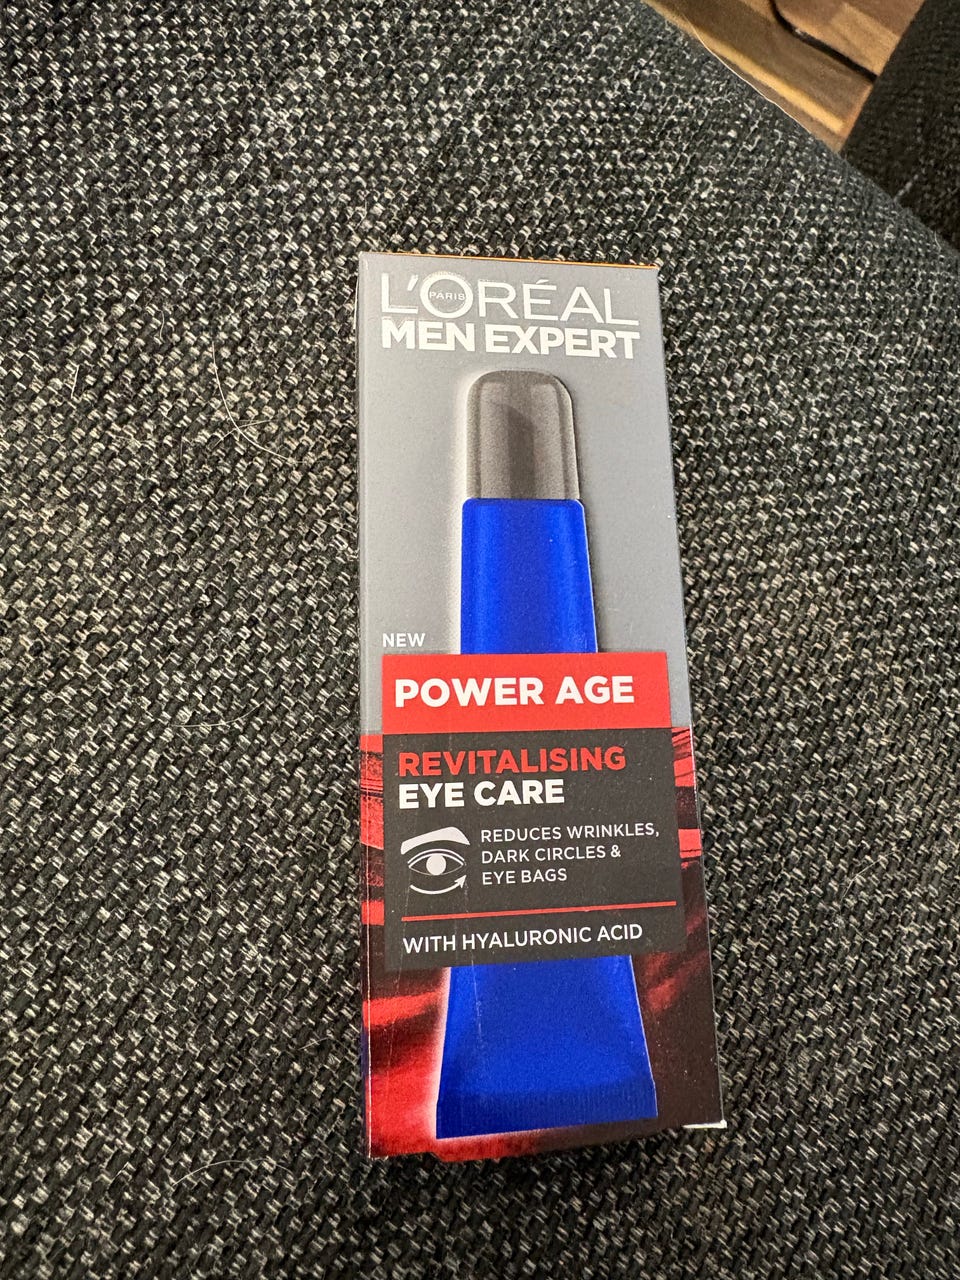 L'ORÉAL
PARIS
MEN EXPERT
NEW
POWER AGE
REVITALISING
EYE CARE
REDUCES WRINKLES,
DARK CIRCLES &
EYE BAGS
WITH HYALURONIC ACID